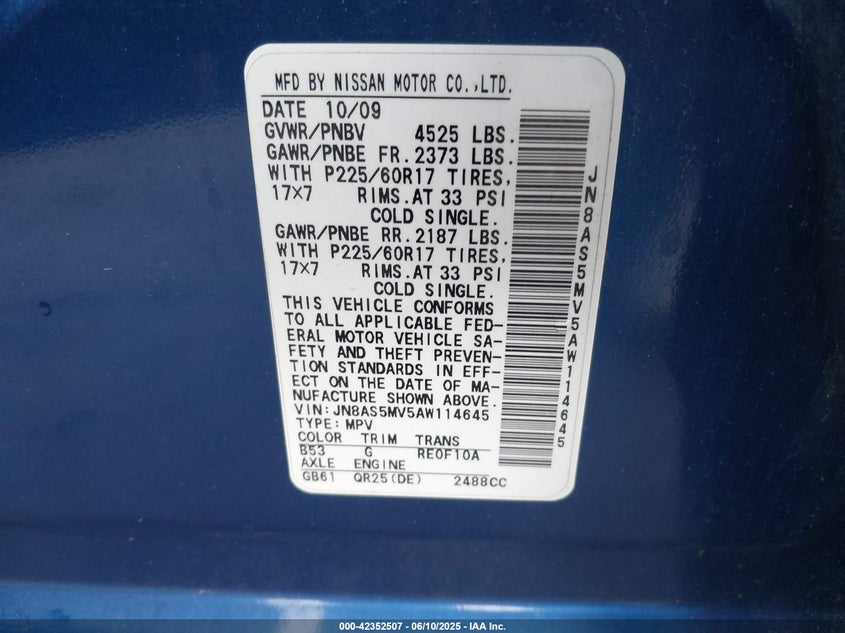 MFD BY NISSAN MOTOR CO.,LTD.
DATE 10/09
GVWR/PNBV 4525 LBS.
GAWR/PNBE FR. 2373 LBS.
WITH P225/60R17 TIRES,
17X7 RIMS. AT 33 PSI
COLD SINGLE.
GAWR/PNBE RR. 2187 LBS.
WITH P225/60R17 TIRES,
17X7 RIMS. AT 33 PSI
COLD SINGLE.
THIS VEHICLE CONFORMS
TO ALL APPLICABLE FED-
ERAL MOTOR VEHICLE SA-
FETY AND THEFT PREVEN-
TION STANDARDS IN EFF-
ECT ON THE DATE OF MA-
NUFACTURE SHOWN ABOVE.
VIN: JN8AS5MV5AW114645
TYPE: MPV
COLOR TRIM TRANS
B53 G RE0F10A
AXLE ENGINE
GB61 QR25(DE) 2488CC
JN8AS5MV5AW114645
000-42352507 - 06/10/2025 - IAA Inc.